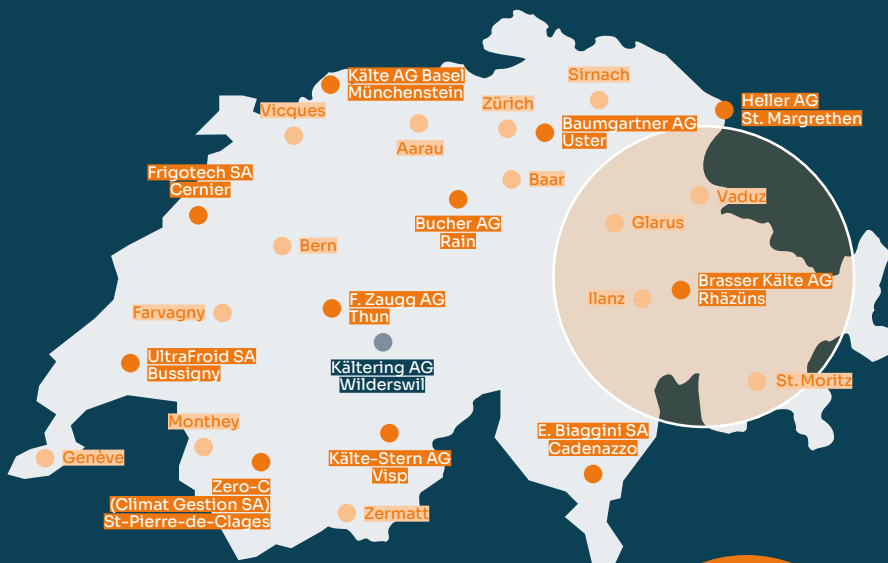 Sirnach
Kälte AG Basel
Münchenstein
Heller AG
St. Margrethen
Vicques
Zürich
Baumgartner AG
Uster
Aarau
Frigotech SA
Cernier
Baar
Vaduz
Bucher AG
Rain
Glarus
Bern
Brasser Kälte AG
Rhäzüns
Ilanz
F. Zaugg AG
Thun
Farvagny
UltraFroid SA
Bussigny
Kältering AG
Wilderswil
St. Moritz
Monthey
E. Biaggini SA
Cadenazzo
Genève
Kälte-Stern AG
Visp
Zero-C
(Climat Gestion SA)
St-Pierre-de-Clages
Zermatt